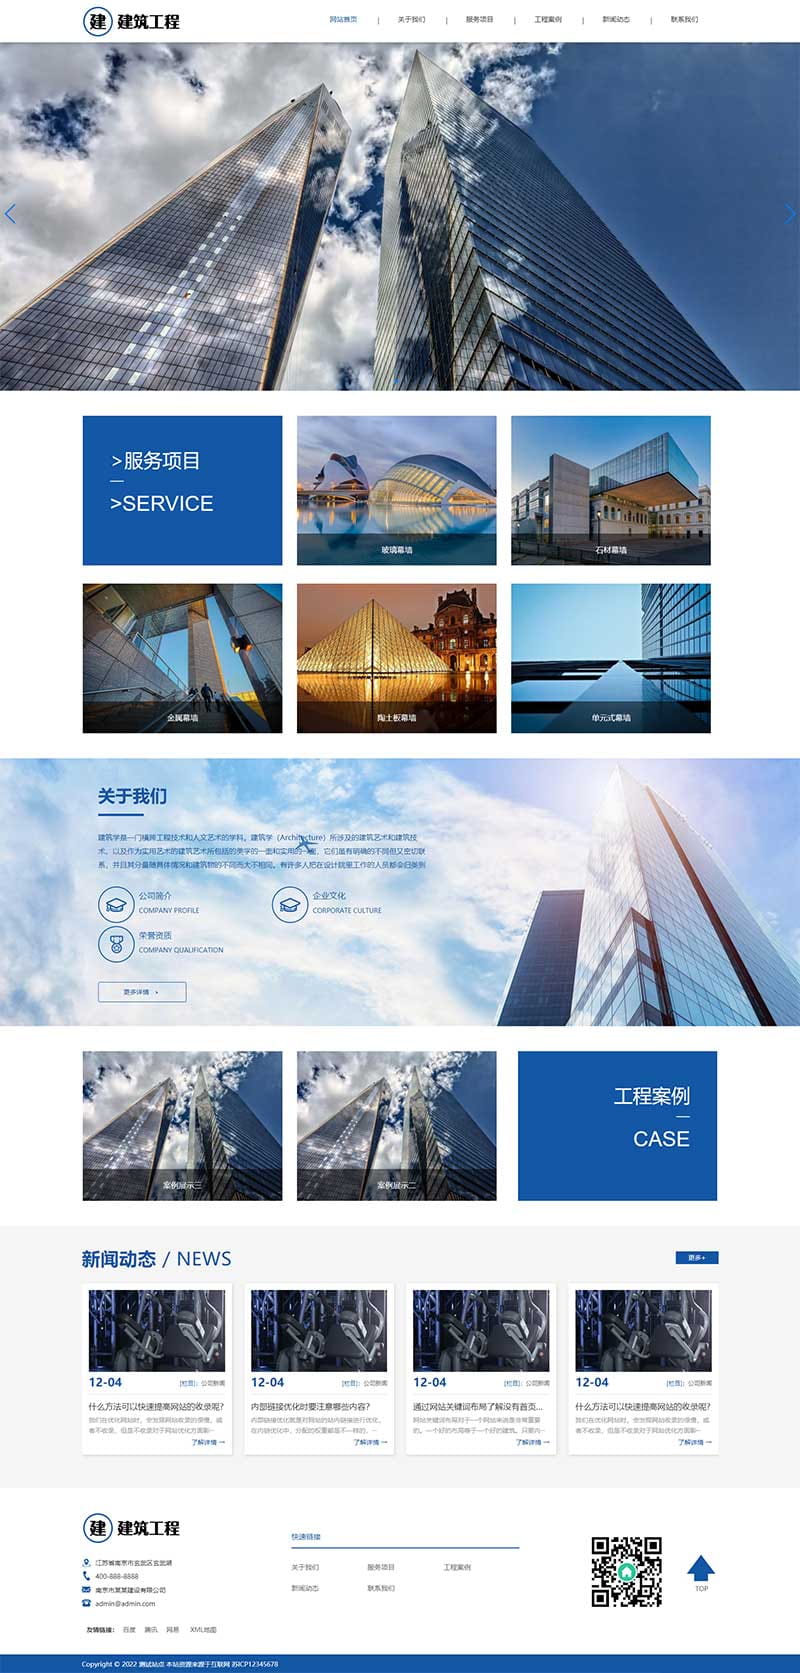 建 建筑工程
网站首页 | 关于我们 | 服务项目 | 工程案例 | 新闻动态 | 联系我们
>服务项目
>SERVICE
玻璃幕墙
石材幕墙
金属幕墙
陶土板幕墙
单元式幕墙
关于我们
建筑学是一门横跨工程技术和人文艺术的学科。建筑学（Architecture）所涉及的建筑艺术和建筑技
术、以及作为实用艺术的建筑艺术所包括的美学的一面和实用的一面，它们虽有明确的不同但又密切联
系，并且其分量随具体情况和建筑物的不同而大不相同。有许多人把在设计院里工作的人员都会归类到
公司简介
COMPANY PROFILE
企业文化
CORPORATE CULTURE
荣誉资质
COMPANY QUALIFICATION
更多详情 >
案例展示三
案例展示二
工程案例
CASE
新闻动态 / NEWS
更多+
12-04 [栏目]：公司新闻
什么方法可以快速提高网站的收录呢?
我们在优化网站时，会发现网站收录的很慢，或
者不收录，但是不收录对于网站优化方面影···
了解详情 →
12-04 [栏目]：公司新闻
内部链接优化时要注意哪些内容?
内部链接优化就是对网站的站内链接进行优化。
在内链优化中，分配的权重都是不一样的，···
了解详情 →
12-04 [栏目]：公司新闻
通过网站关键词布局了解没有首页...
网站关键词布局对于一个网站来说是非常重要
的。一个好的布局等于一个好的建筑。只要内···
了解详情 →
12-04 [栏目]：公司新闻
什么方法可以快速提高网站的收录呢?
我们在优化网站时，会发现网站收录的很慢，或
者不收录，但是不收录对于网站优化方面影···
了解详情 →
建 建筑工程
江苏省南京市玄武区玄武湖
400-888-8888
南京市某某建设有限公司
admin@admin.com
友情链接： 百度 腾讯 网易 XML地图
快速链接
关于我们 服务项目 工程案例
新闻动态 联系我们
TOP
Copyright © 2022 测试站点 本站资源来源于互联网 苏ICP12345678